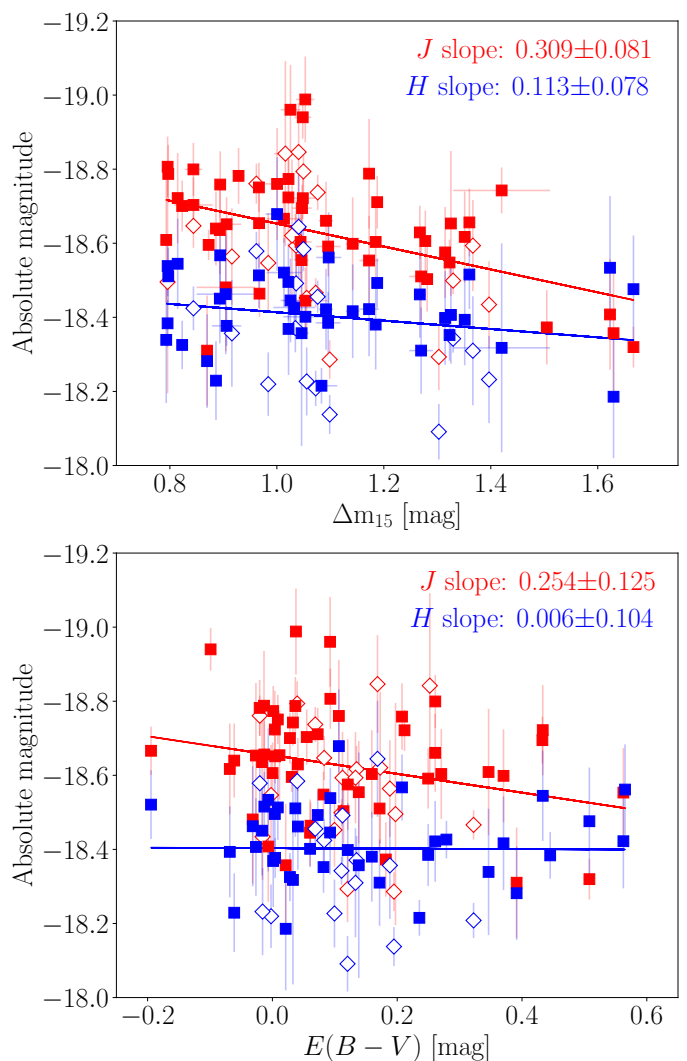 −19.2
J slope: 0.309±0.081
H slope: 0.113±0.078
−19.0
−18.8
−18.6
−18.4
−18.2
−18.0
Absolute magnitude
0.8 1.0 1.2 1.4 1.6
Δm₁₅ [mag]
−19.2
J slope: 0.254±0.125
H slope: 0.006±0.104
−19.0
−18.8
−18.6
−18.4
−18.2
−18.0
Absolute magnitude
−0.2 0.0 0.2 0.4 0.6
E(B − V) [mag]